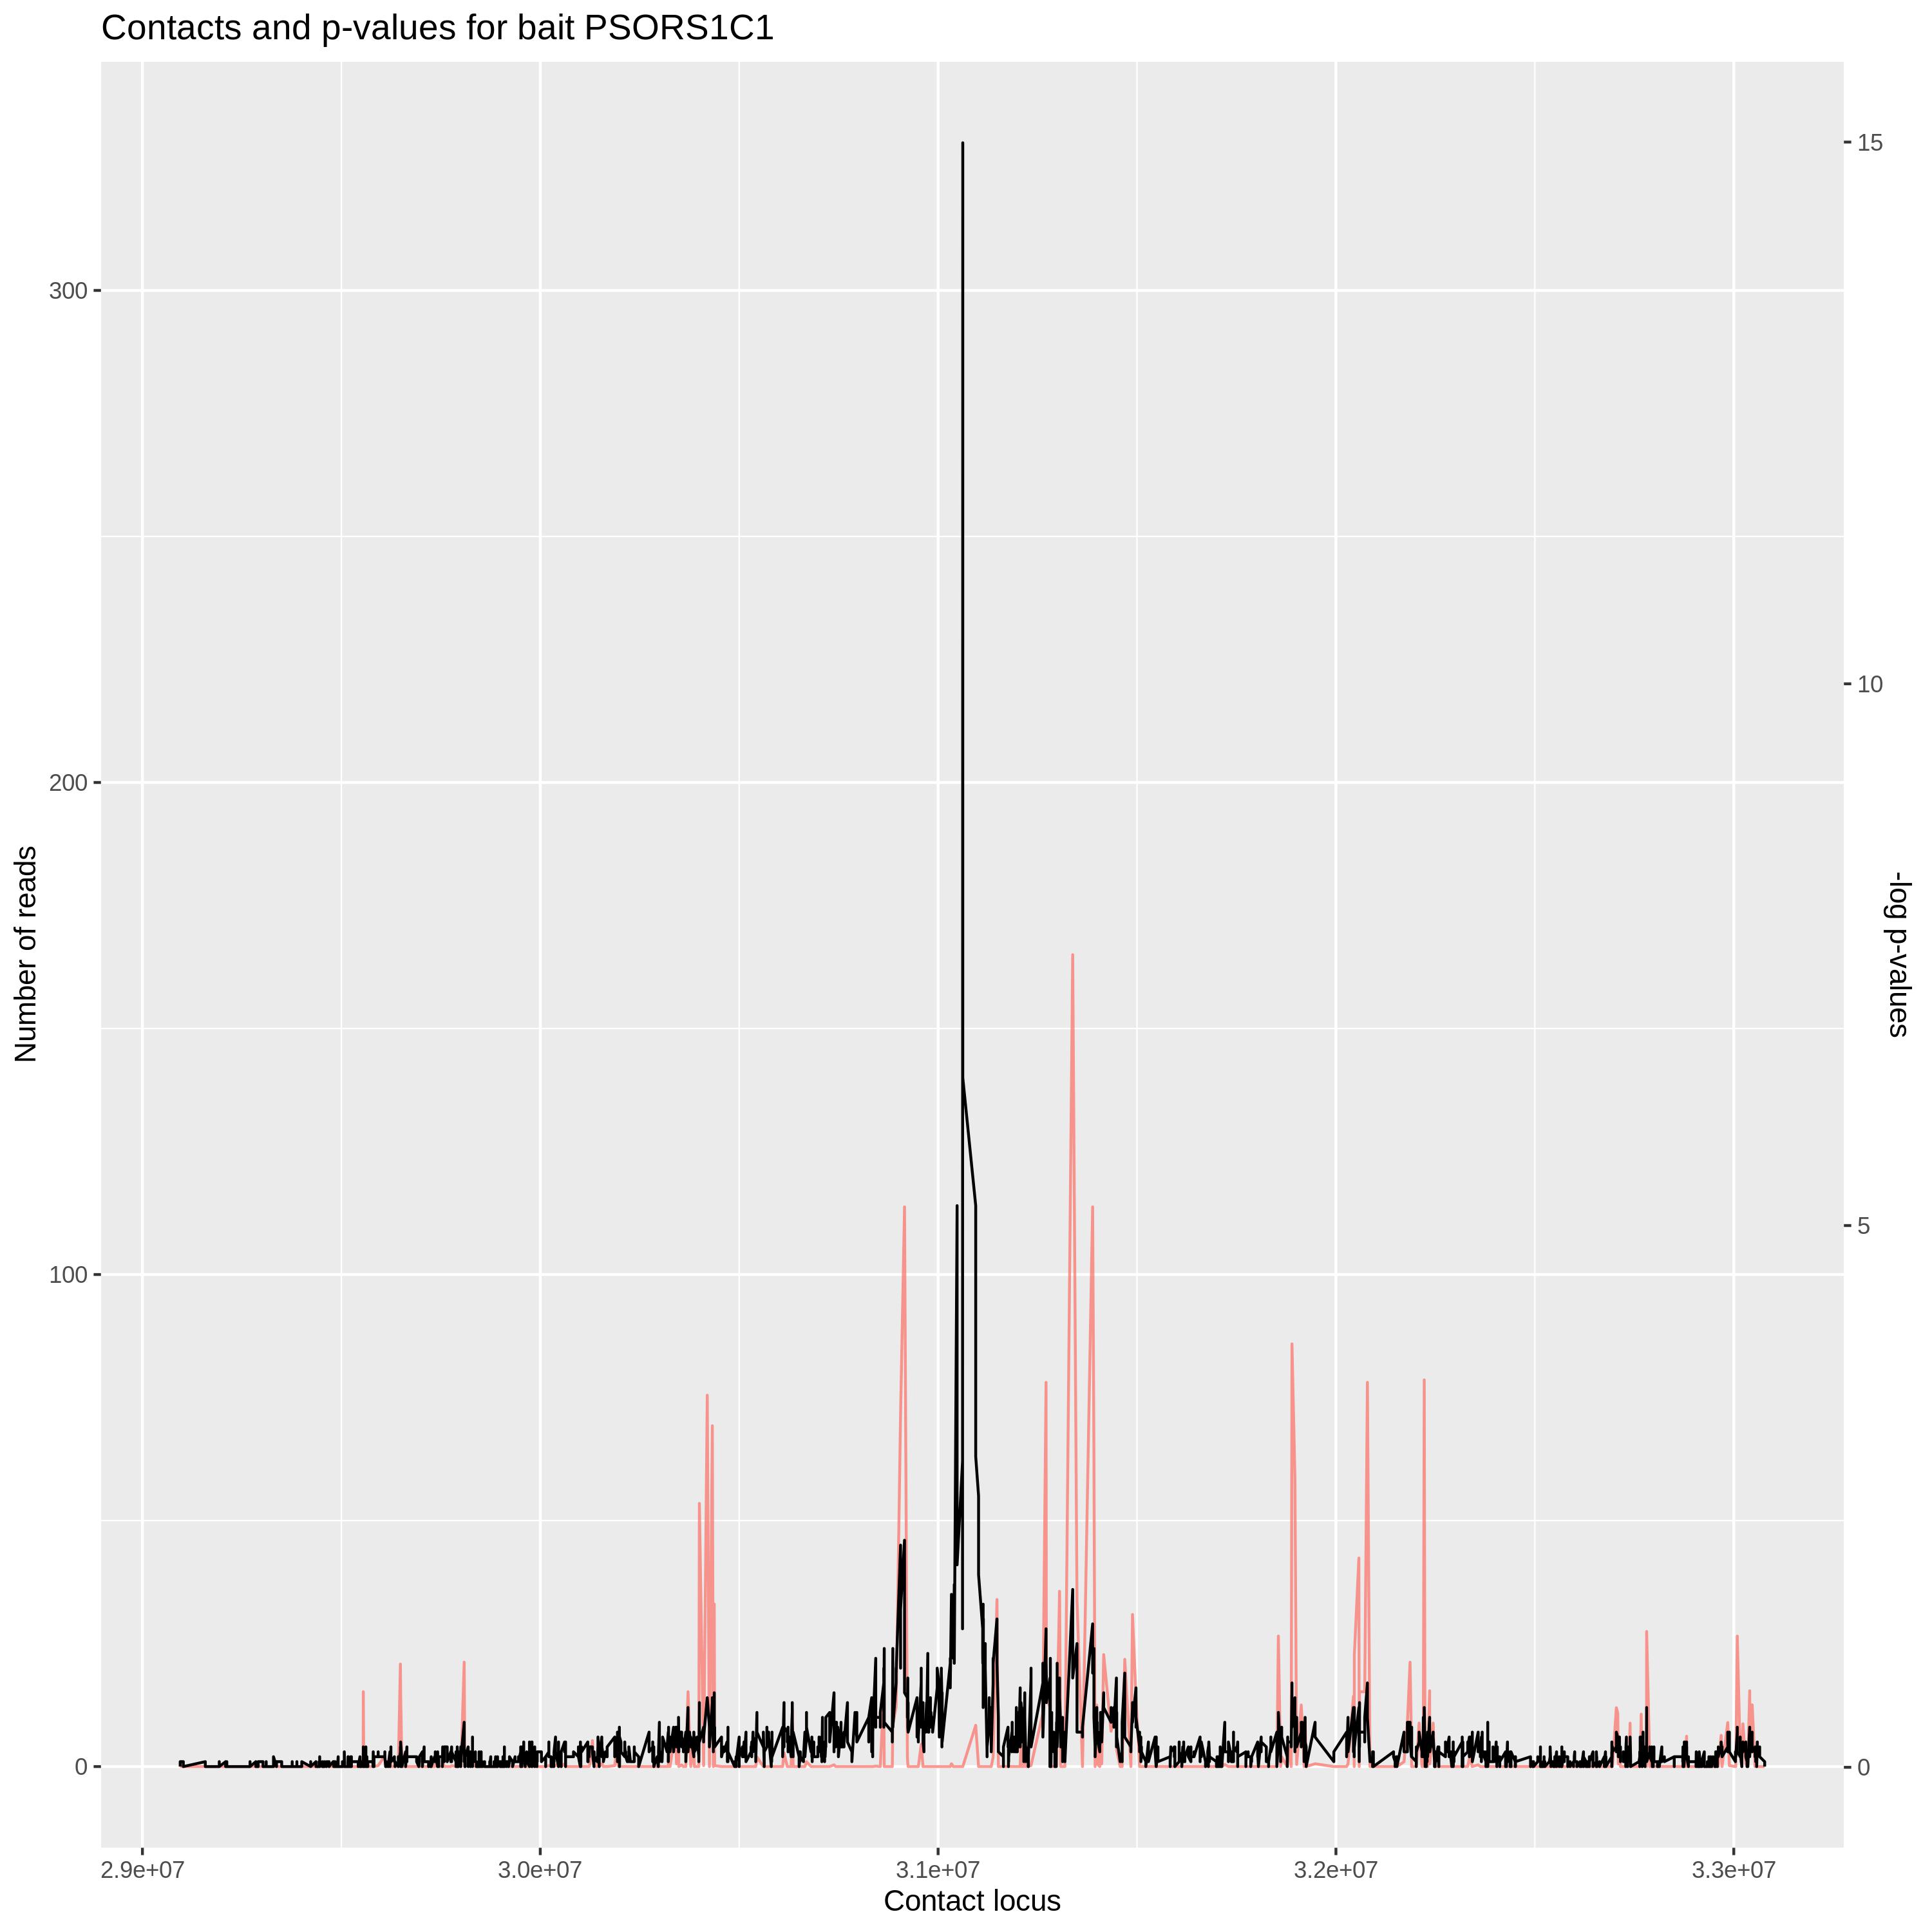 Contacts and p-values for bait PSORS1C1
300
200
100
0
Number of reads
15
10
5
0
-log p-values
2.9e+07 3.0e+07 3.1e+07 3.2e+07 3.3e+07
Contact locus